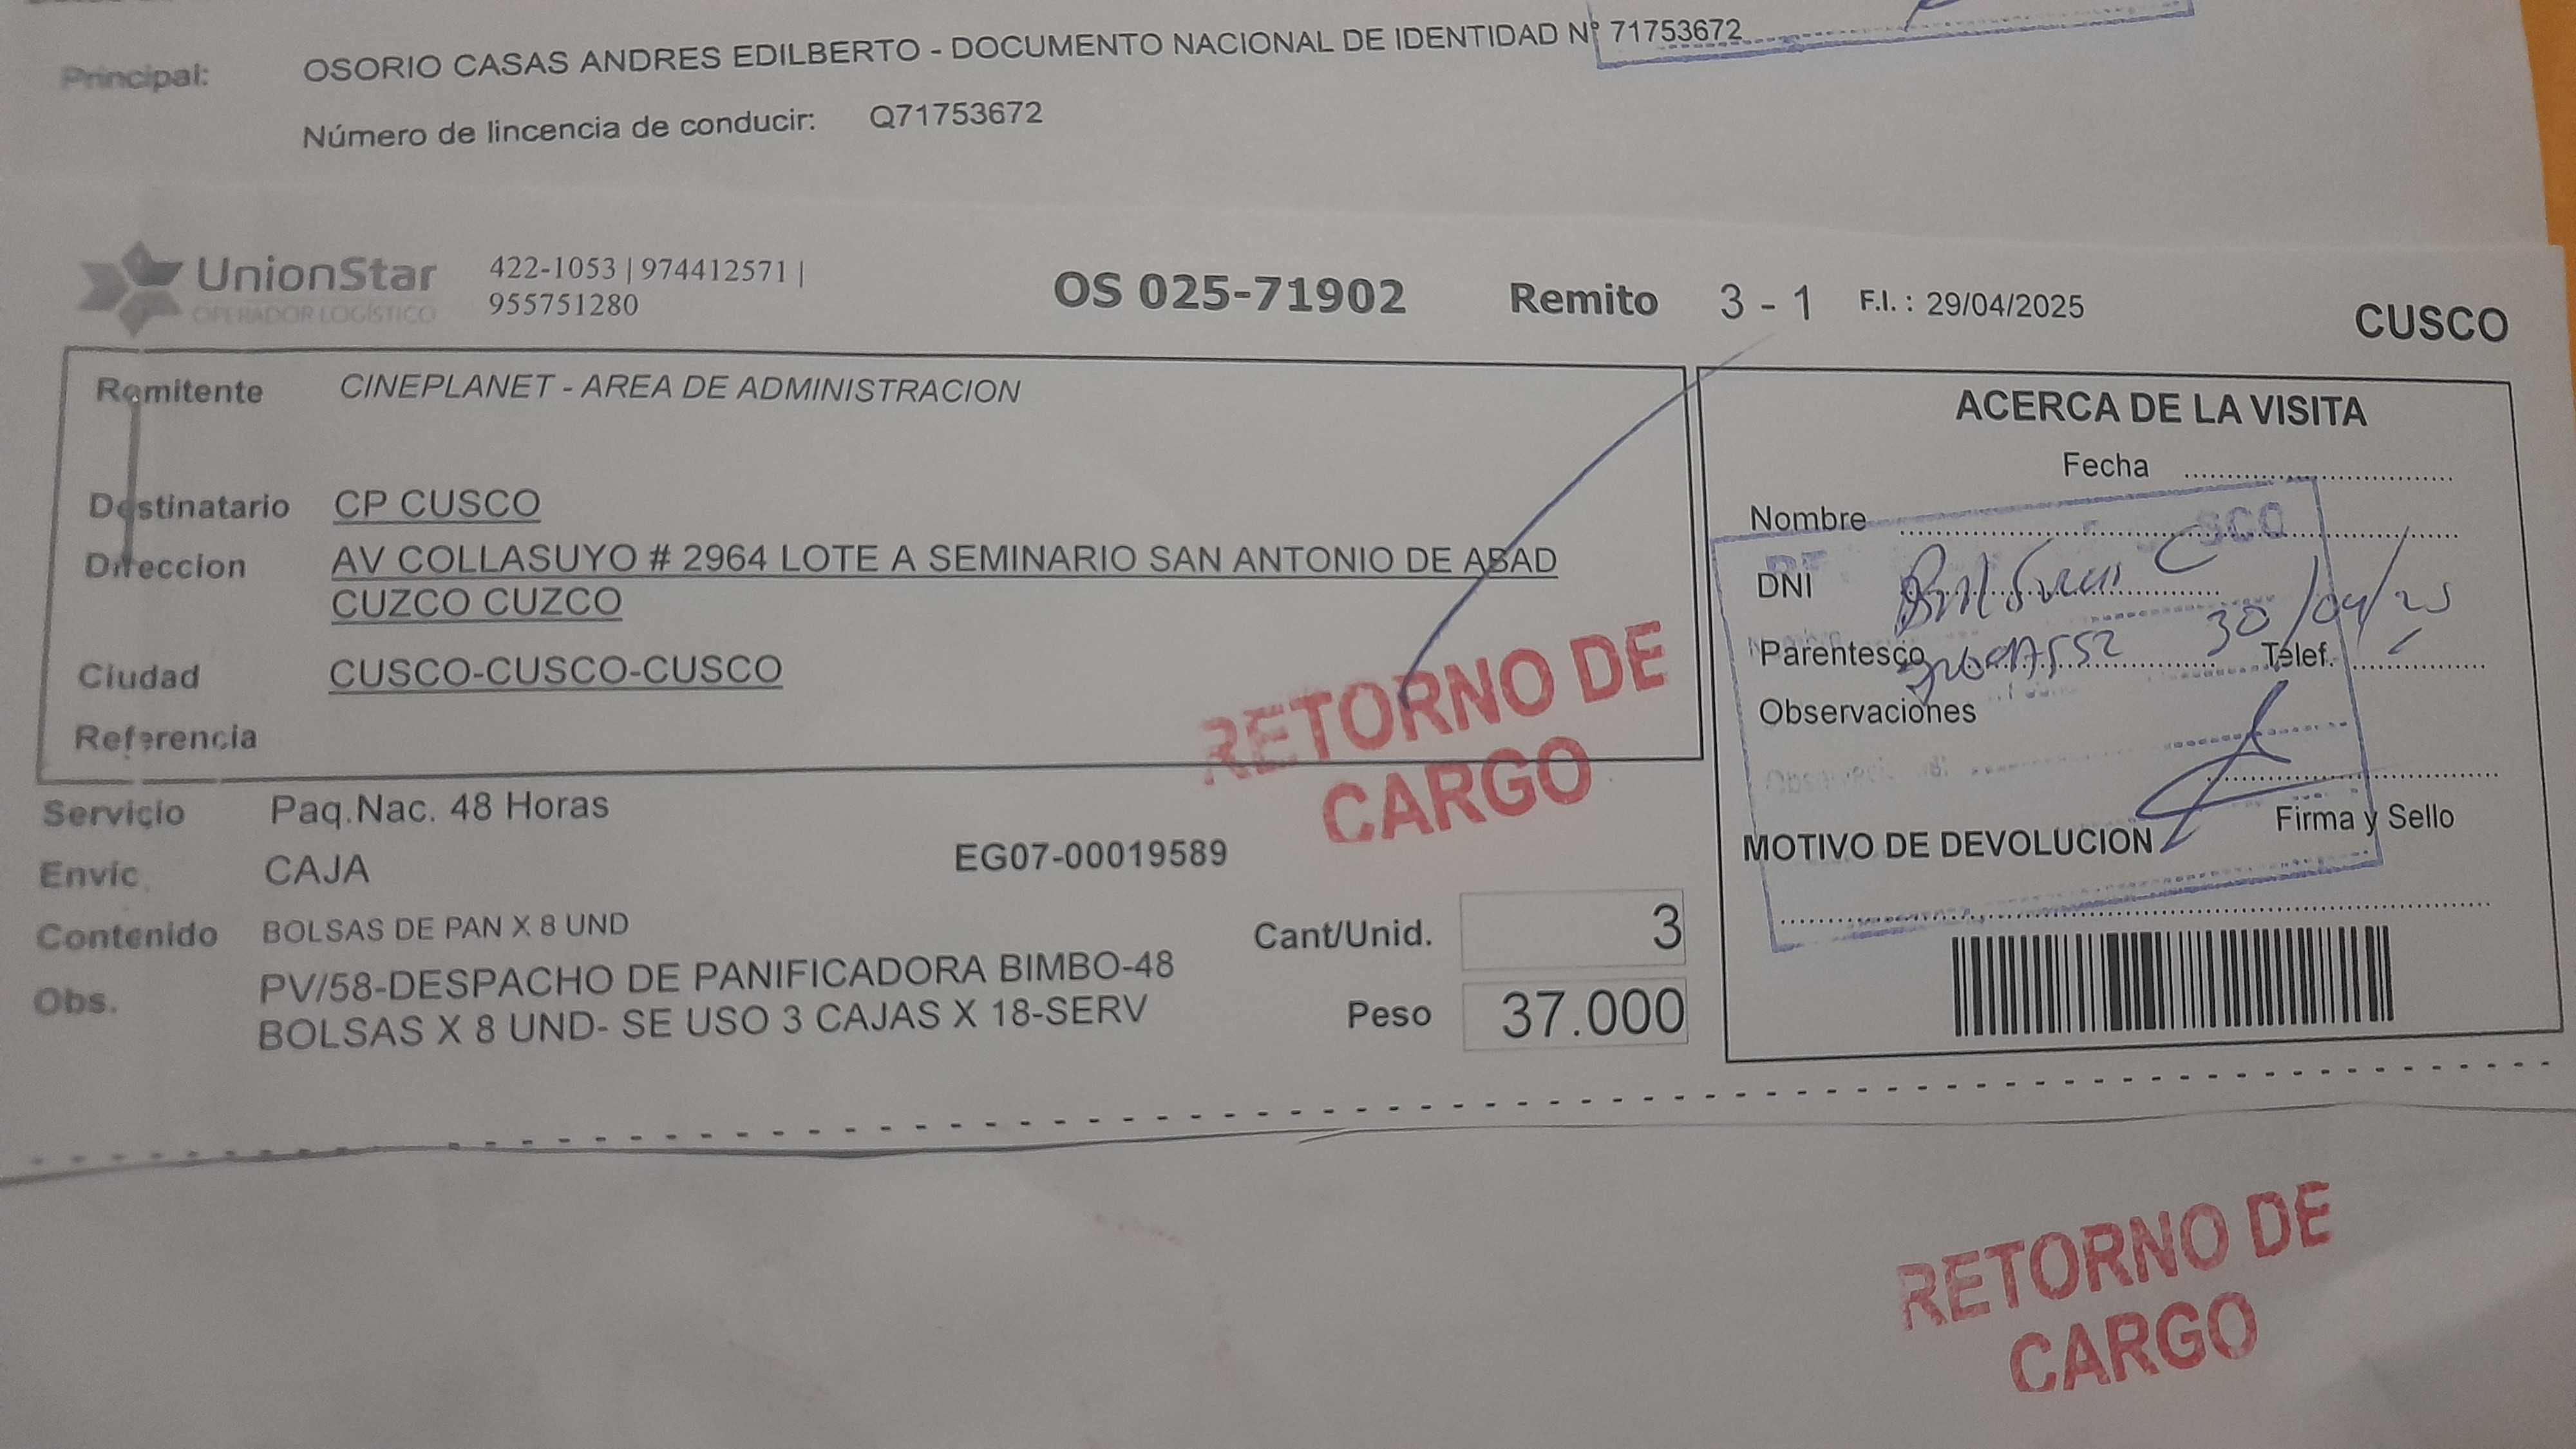 Principal: OSORIO CASAS ANDRES EDILBERTO - DOCUMENTO NACIONAL DE IDENTIDAD N° 71753672
Número de lincencia de conducir: Q71753672
UnionStar
OPERADOR LOGÍSTICO
422-1053 | 974412571 |
955751280
OS 025-71902 Remito 3 - 1 F.I. : 29/04/2025 CUSCO
Remitente CINEPLANET - AREA DE ADMINISTRACION
Destinatario CP CUSCO
Direccion AV COLLASUYO # 2964 LOTE A SEMINARIO SAN ANTONIO DE ABAD
CUZCO CUZCO
Ciudad CUSCO-CUSCO-CUSCO
Referencia
RETORNO DE
CARGO
Servicio Paq.Nac. 48 Horas
Envio CAJA EG07-00019589
Contenido BOLSAS DE PAN X 8 UND
Obs. PV/58-DESPACHO DE PANIFICADORA BIMBO-48
BOLSAS X 8 UND- SE USO 3 CAJAS X 18-SERV
Cant/Unid. 3
Peso 37.000
ACERCA DE LA VISITA
Fecha
Nombre
DNI
30/04/25
Parentesco Telef.
Observaciones
Firma y Sello
MOTIVO DE DEVOLUCION
RETORNO DE
CARGO